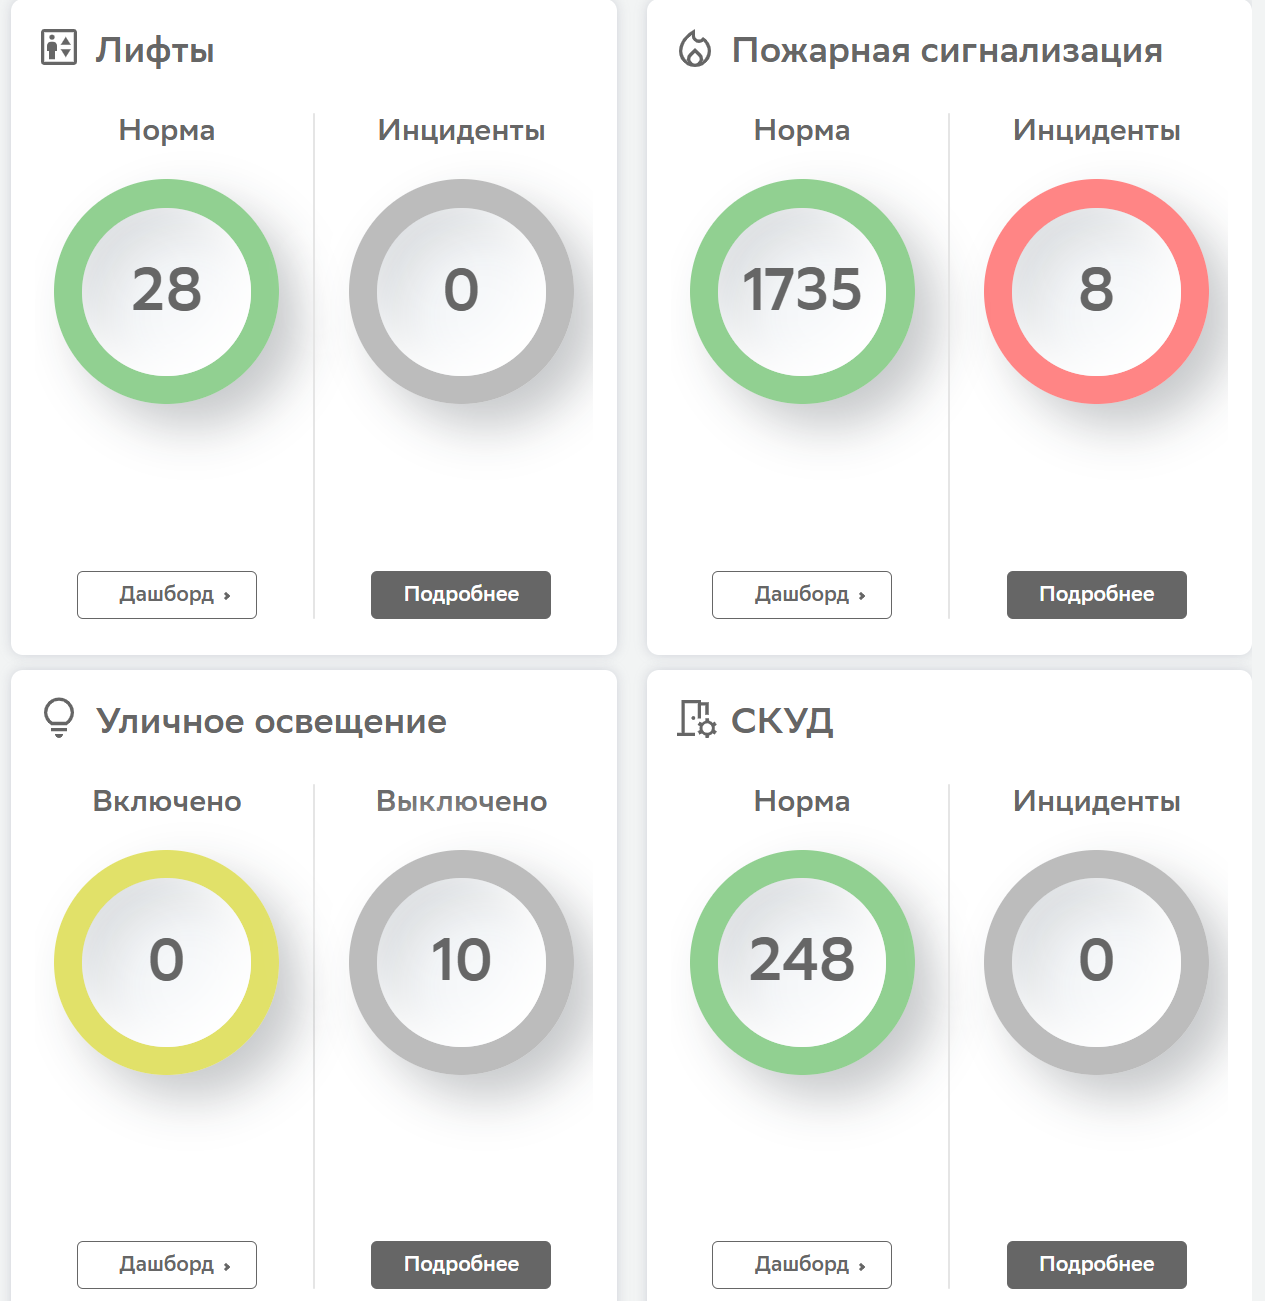 Лифты
Норма
Инциденты
28
0
Дашборд ›
Подробнее
Пожарная сигнализация
Норма
Инциденты
1735
8
Дашборд ›
Подробнее
Уличное освещение
Включено
Выключено
0
10
Дашборд ›
Подробнее
СКУД
Норма
Инциденты
248
0
Дашборд ›
Подробнее